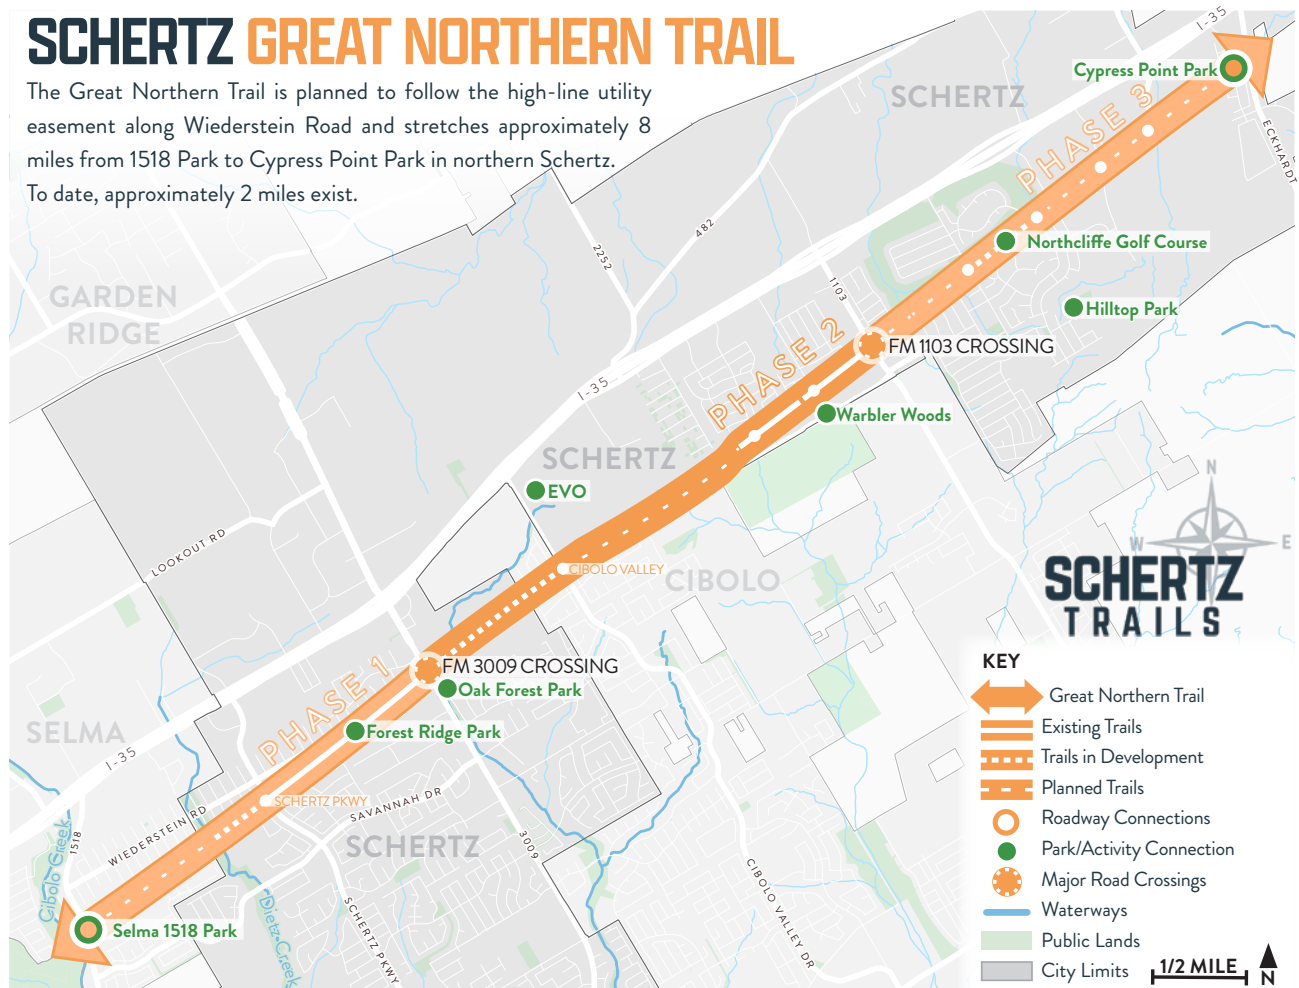 SCHERTZ GREAT NORTHERN TRAIL
The Great Northern Trail is planned to follow the high-line utility
easement along Wiederstein Road and stretches approximately 8
miles from 1518 Park to Cypress Point Park in northern Schertz.
To date, approximately 2 miles exist.
I-35
Cypress Point Park
SCHERTZ
PHASE 3
ECKHARDT
482
2252
Northcliffe Golf Course
GARDEN
RIDGE
1103
Hilltop Park
PHASE 2
FM 1103 CROSSING
I-35
Warbler Woods
SCHERTZ
EVO
N
W
E
LOOKOUT RD
CIBOLO VALLEY
CIBOLO
SCHERTZ
TRAILS
PHASE 1
FM 3009 CROSSING
Oak Forest Park
Forest Ridge Park
SELMA
I-35
SCHERTZ PKWY
SAVANNAH DR
WIEDERSTEIN RD
1518
SCHERTZ
3009
Cibolo Creek
CIBOLO VALLEY DR
Selma 1518 Park
Dietz Creek
SCHERTZ PKWY
KEY
Great Northern Trail
Existing Trails
Trails in Development
Planned Trails
Roadway Connections
Park/Activity Connection
Major Road Crossings
Waterways
Public Lands
City Limits
1/2 MILE
N